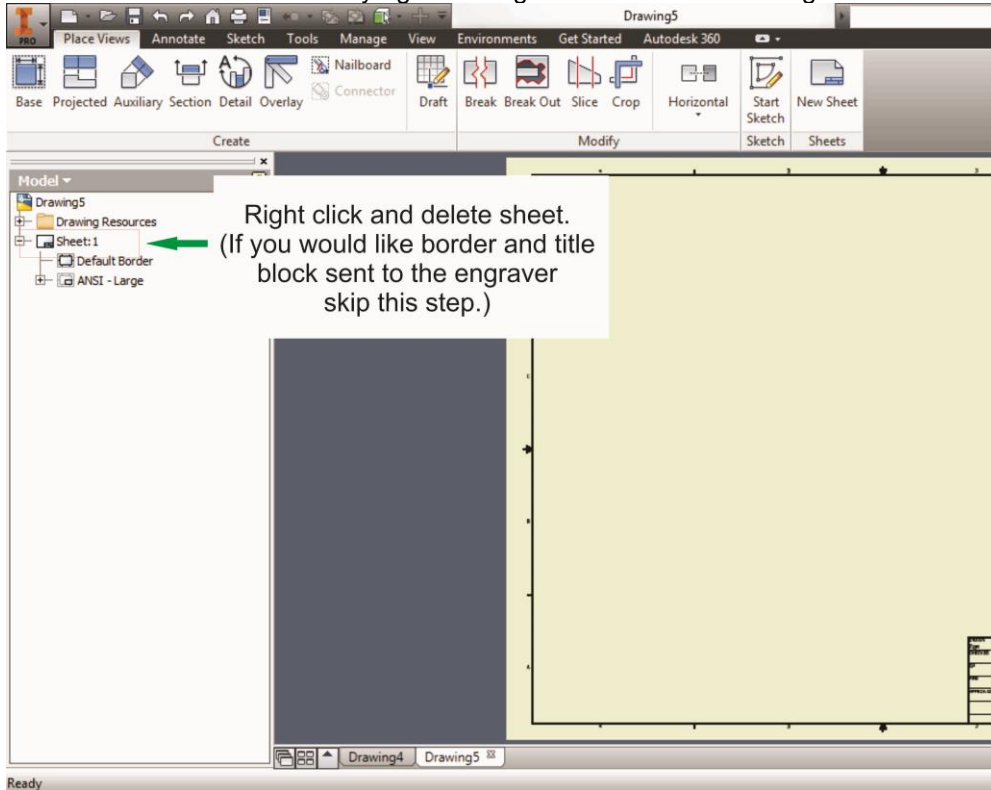 Drawing5
PRO
Place Views Annotate Sketch Tools Manage View Environments Get Started Autodesk 360
Nailboard
Connector
Base Projected Auxiliary Section Detail Overlay Draft Break Break Out Slice Crop Horizontal Start Sketch New Sheet
Create Modify Sketch Sheets
Model
Drawing5
Drawing Resources
Sheet:1
Default Border
ANSI - Large
Right click and delete sheet.
(If you would like border and title
block sent to the engraver
skip this step.)
Drawing4 Drawing5
Ready